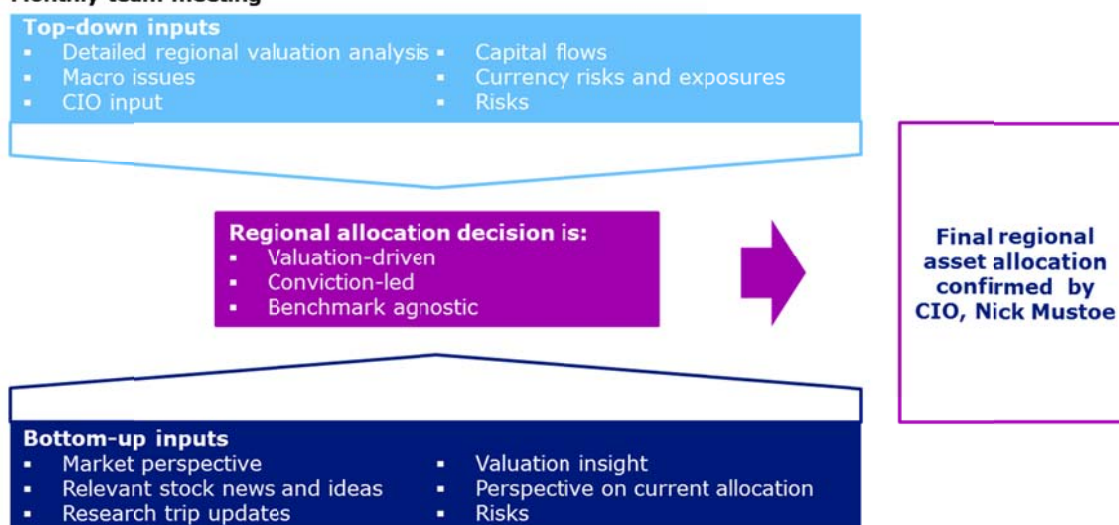 Monthly team meeting
Top-down inputs
▪ Detailed regional valuation analysis ▪ Capital flows
▪ Macro issues ▪ Currency risks and exposures
▪ CIO input ▪ Risks
Regional allocation decision is:
▪ Valuation-driven
▪ Conviction-led
▪ Benchmark agnostic
Final regional
asset allocation
confirmed by
CIO, Nick Mustoe
Bottom-up inputs
▪ Market perspective ▪ Valuation insight
▪ Relevant stock news and ideas ▪ Perspective on current allocation
▪ Research trip updates ▪ Risks